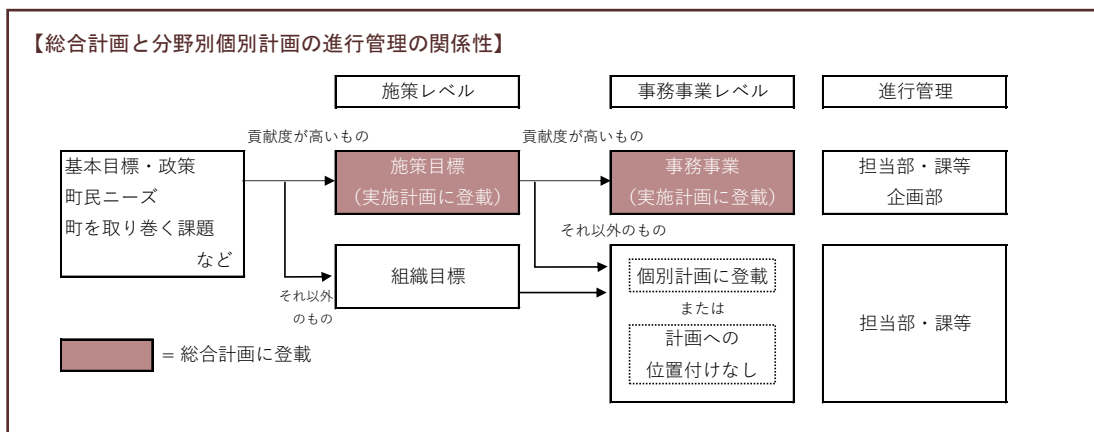 【総合計画と分野別個別計画の進行管理の関係性】
施策レベル
事務事業レベル
進行管理
貢献度が高いもの
貢献度が高いもの
基本目標・政策
町民ニーズ
町を取り巻く課題
など
施策目標
（実施計画に登載）
事務事業
（実施計画に登載）
担当部・課等
企画部
それ以外のもの
組織目標
それ以外
のもの
個別計画に登載
または
計画への
位置付けなし
担当部・課等
= 総合計画に登載